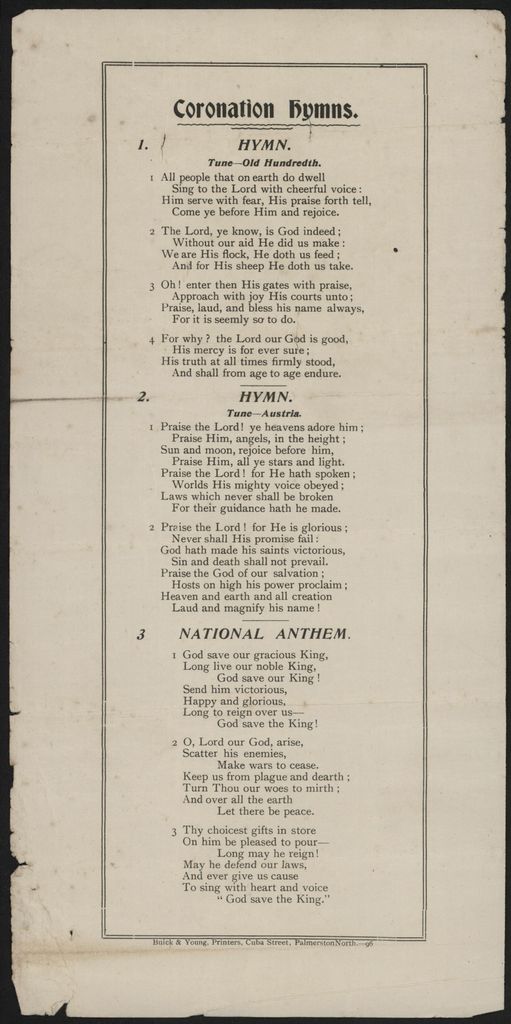 Coronation Hymns.
1. HYMN.
Tune—Old Hundredth.
1 All people that on earth do dwell
Sing to the Lord with cheerful voice:
Him serve with fear, His praise forth tell,
Come ye before Him and rejoice.
2 The Lord, ye know, is God indeed;
Without our aid He did us make:
We are His flock, He doth us feed;
And for His sheep He doth us take.
3 Oh! enter then His gates with praise,
Approach with joy His courts unto;
Praise, laud, and bless his name always,
For it is seemly so to do.
4 For why? the Lord our God is good,
His mercy is for ever sure;
His truth at all times firmly stood,
And shall from age to age endure.
2. HYMN.
Tune—Austria.
1 Praise the Lord! ye heavens adore him;
Praise Him, angels, in the height;
Sun and moon, rejoice before him,
Praise Him, all ye stars and light.
Praise the Lord! for He hath spoken;
Worlds His mighty voice obeyed;
Laws which never shall be broken
For their guidance hath he made.
2 Praise the Lord! for He is glorious;
Never shall His promise fail:
God hath made his saints victorious,
Sin and death shall not prevail.
Praise the God of our salvation;
Hosts on high his power proclaim;
Heaven and earth and all creation
Laud and magnify his name!
3 NATIONAL ANTHEM.
1 God save our gracious King,
Long live our noble King,
God save our King!
Send him victorious,
Happy and glorious,
Long to reign over us—
God save the King!
2 O, Lord our God, arise,
Scatter his enemies,
Make wars to cease.
Keep us from plague and dearth;
Turn Thou our woes to mirth;
And over all the earth
Let there be peace.
3 Thy choicest gifts in store
On him be pleased to pour—
Long may he reign!
May he defend our laws,
And ever give us cause
To sing with heart and voice
"God save the King."
Buick & Young, Printers, Cuba Street, Palmerston North.—96